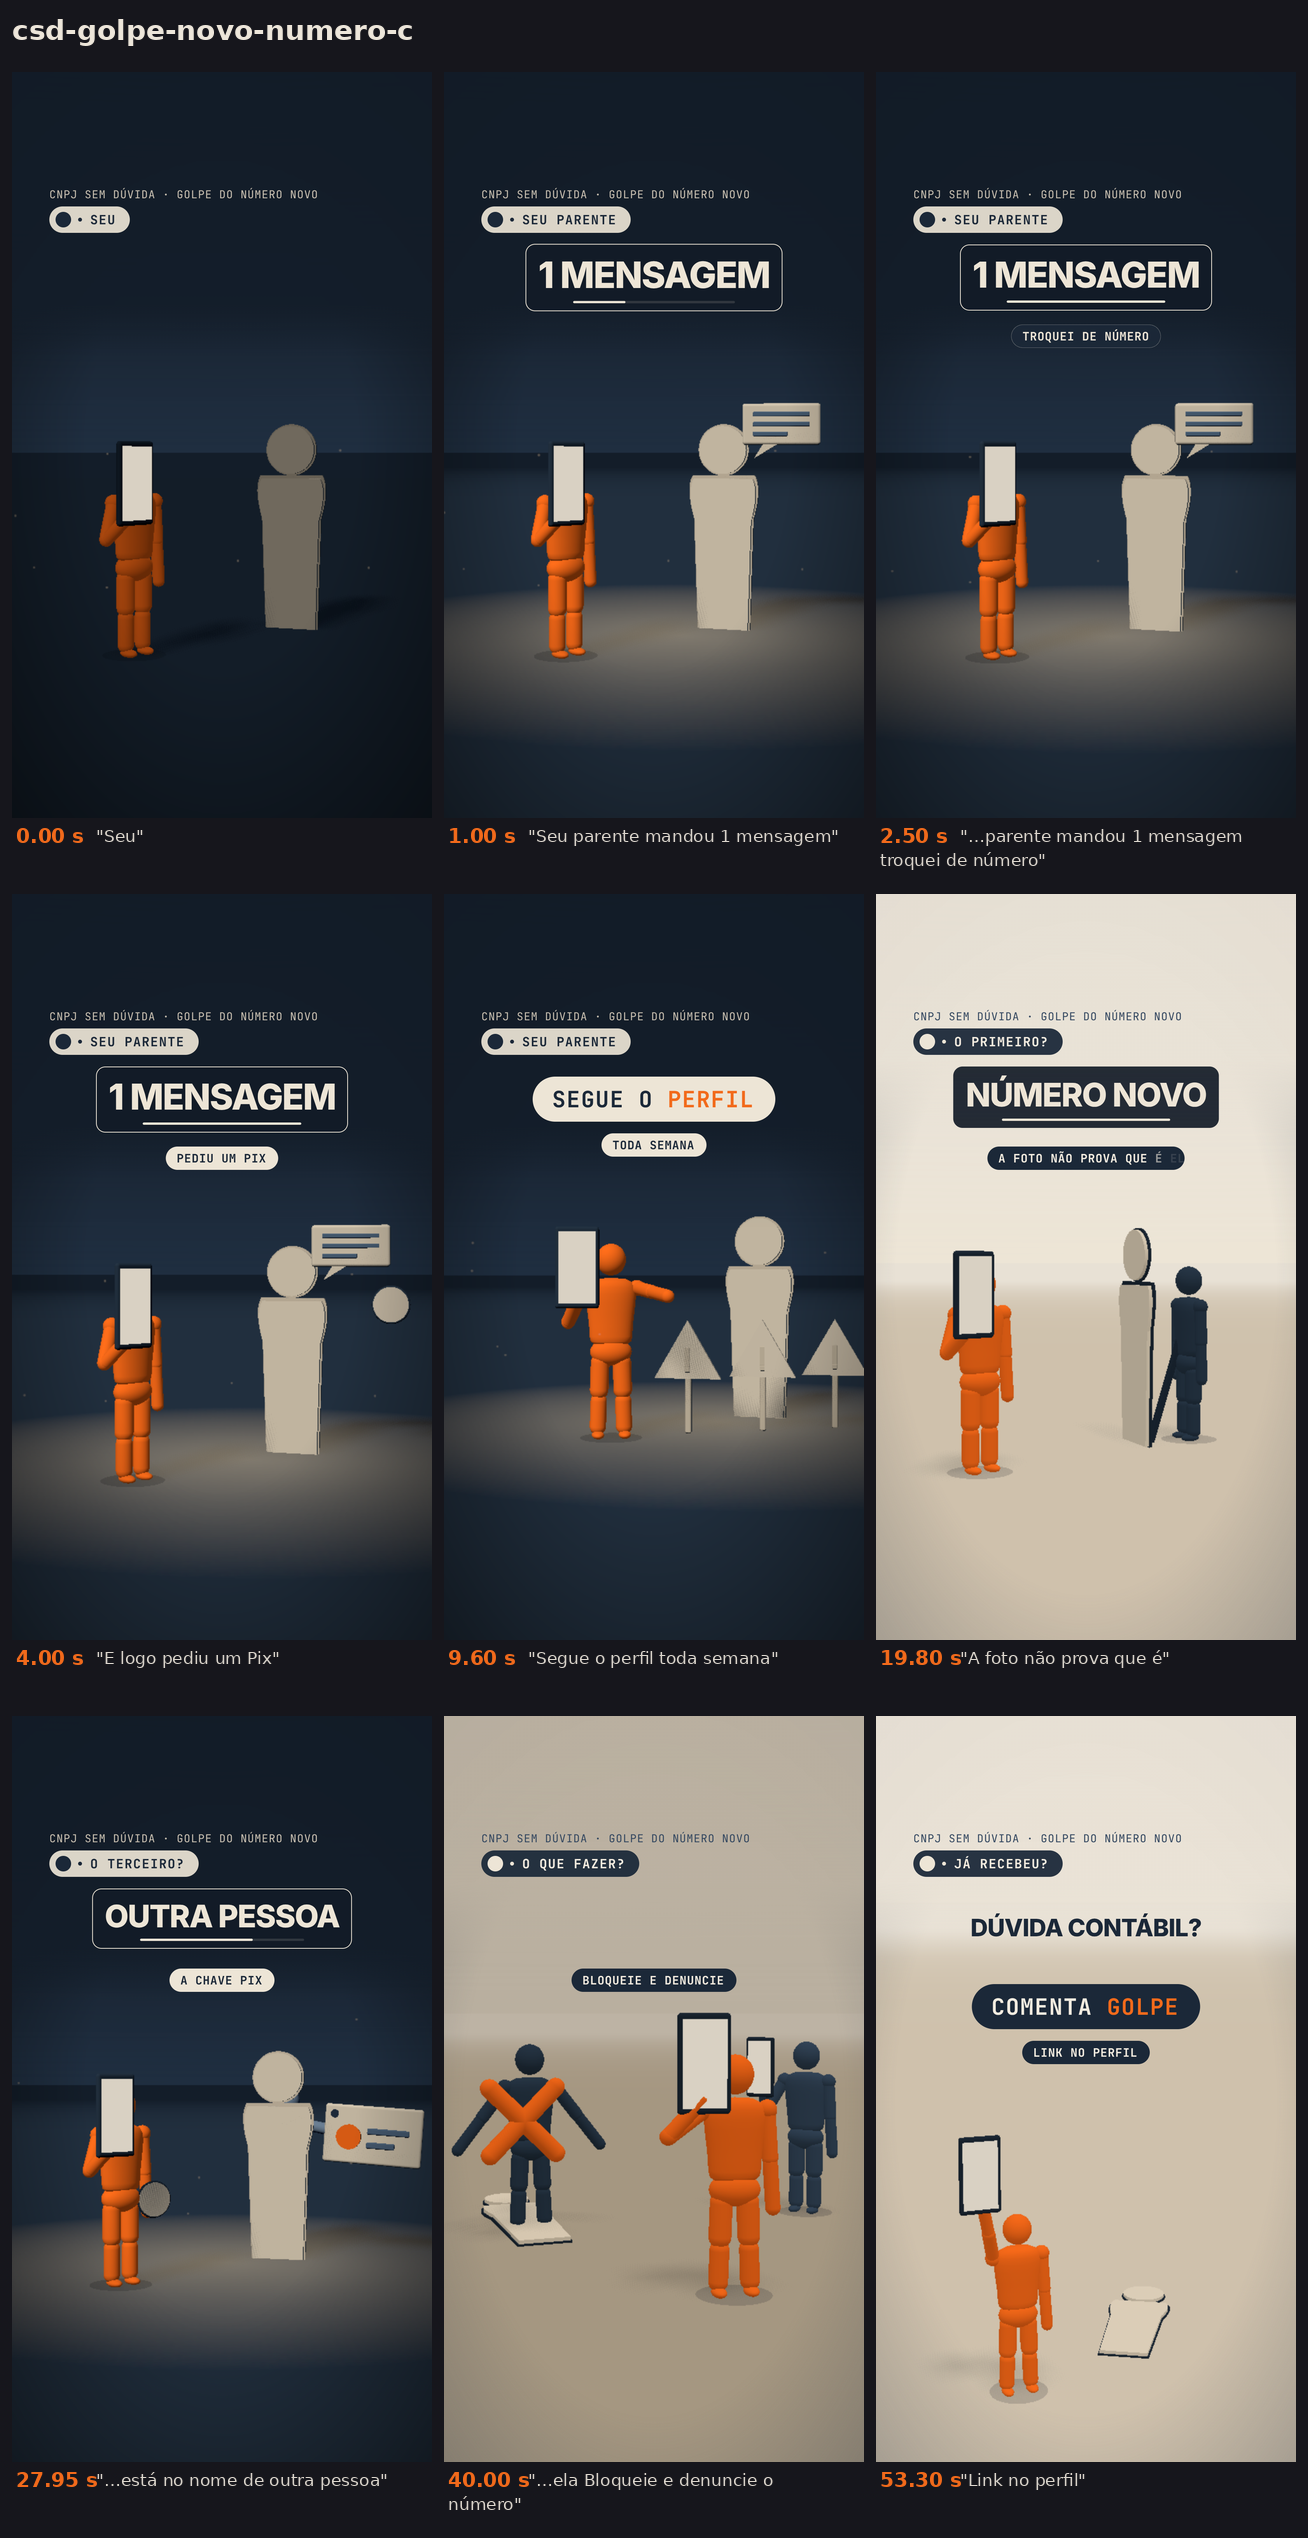 csd-golpe-novo-numero-c
CNPJ SEM DÚVIDA · GOLPE DO NÚMERO NOVO
• SEU
0.00 s "Seu"
CNPJ SEM DÚVIDA · GOLPE DO NÚMERO NOVO
• SEU PARENTE
1 MENSAGEM
1.00 s "Seu parente mandou 1 mensagem"
CNPJ SEM DÚVIDA · GOLPE DO NÚMERO NOVO
• SEU PARENTE
1 MENSAGEM
TROQUEI DE NÚMERO
2.50 s "...parente mandou 1 mensagem
troquei de número"
CNPJ SEM DÚVIDA · GOLPE DO NÚMERO NOVO
• SEU PARENTE
1 MENSAGEM
PEDIU UM PIX
4.00 s "E logo pediu um Pix"
CNPJ SEM DÚVIDA · GOLPE DO NÚMERO NOVO
• SEU PARENTE
SEGUE O PERFIL
TODA SEMANA
9.60 s "Segue o perfil toda semana"
CNPJ SEM DÚVIDA · GOLPE DO NÚMERO NOVO
• O PRIMEIRO?
NÚMERO NOVO
A FOTO NÃO PROVA QUE É
19.80 s "A foto não prova que é"
CNPJ SEM DÚVIDA · GOLPE DO NÚMERO NOVO
• O TERCEIRO?
OUTRA PESSOA
A CHAVE PIX
27.95 s "...está no nome de outra pessoa"
CNPJ SEM DÚVIDA · GOLPE DO NÚMERO NOVO
• O QUE FAZER?
BLOQUEIE E DENUNCIE
40.00 s "...ela Bloqueie e denuncie o
número"
CNPJ SEM DÚVIDA · GOLPE DO NÚMERO NOVO
• JÁ RECEBEU?
DÚVIDA CONTÁBIL?
COMENTA GOLPE
LINK NO PERFIL
53.30 s "Link no perfil"